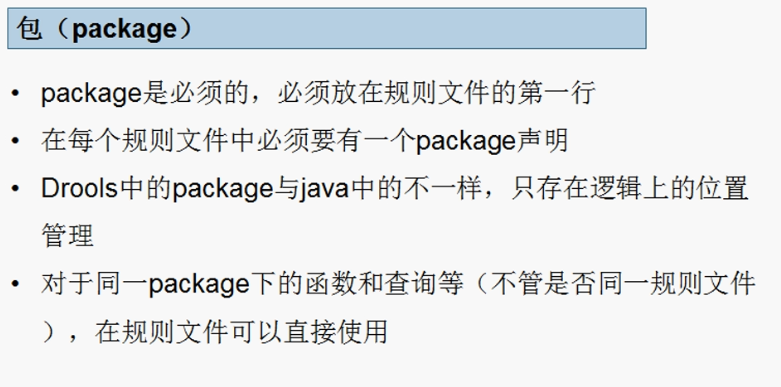 包（package）
• package是必须的，必须放在规则文件的第一行
• 在每个规则文件中必须要有一个package声明
• Drools中的package与java中的不一样，只存在逻辑上的位置
管理
• 对于同一package下的函数和查询等（不管是否同一规则文件
），在规则文件可以直接使用